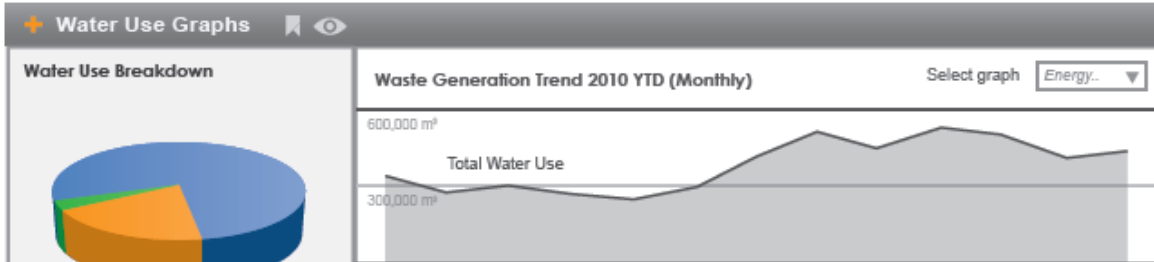 Water Use Graphs
Water Use Breakdown
Waste Generation Trend 2010 YTD (Monthly)
Select graph
Energy..
600,000 m³
Total Water Use
300,000 m³